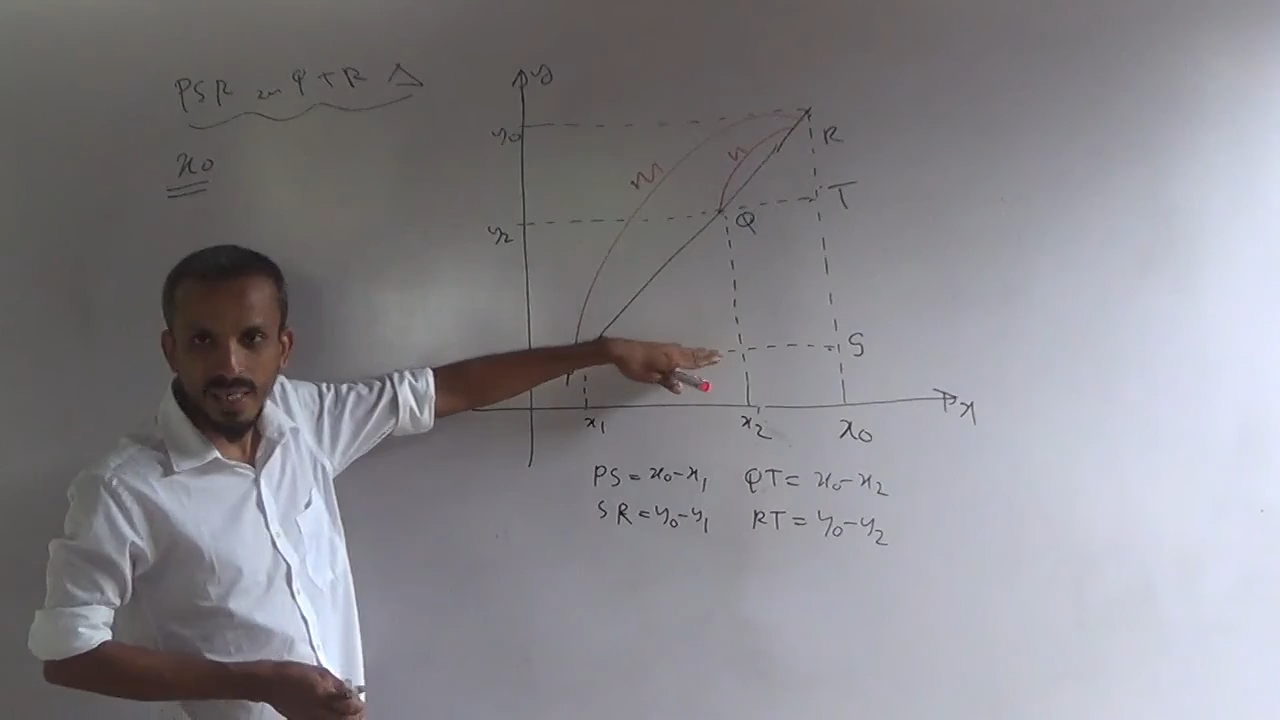 PSR
QTR Δ
x₀
y
y₀
R
m
n
T
y₂
Q
S
x₁
x₂
x₀
x
PS = x₀-x₁ QT = x₀-x₂
SR = y₀-y₁ RT = y₀-y₂